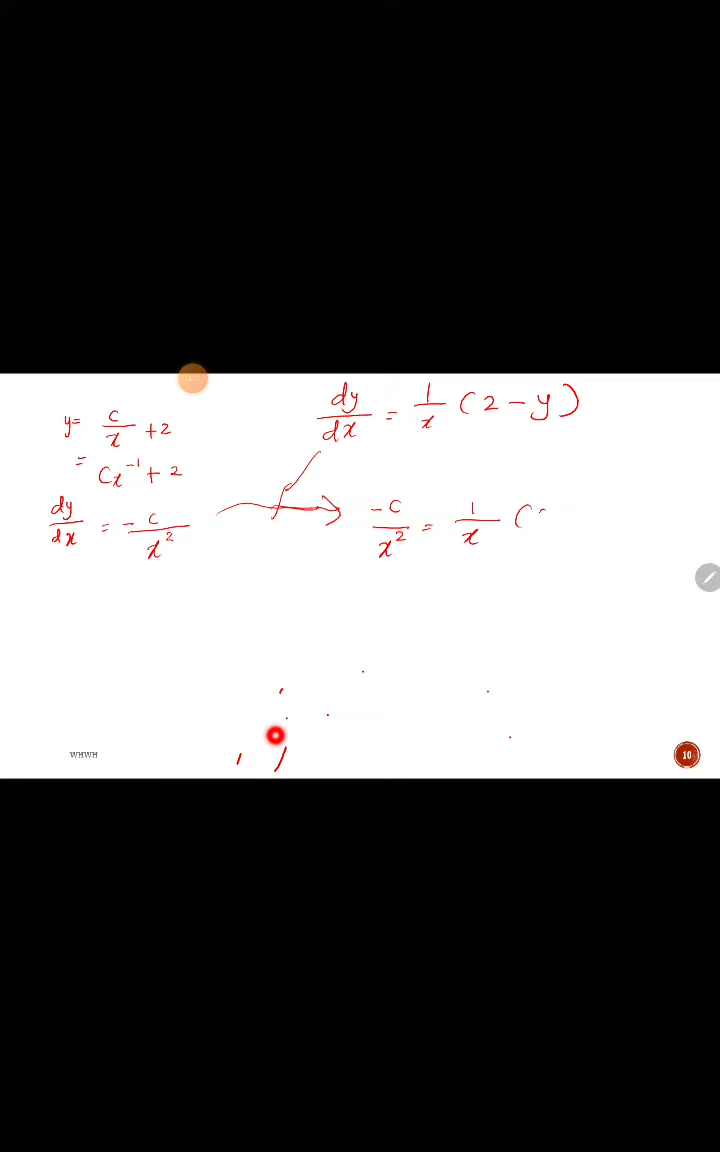 y= c/x +2
= Cx⁻¹ + 2
dy/dx = - c/x²
dy/dx = 1/x (2 - y)
-c/x² = 1/x (
WHWH
10